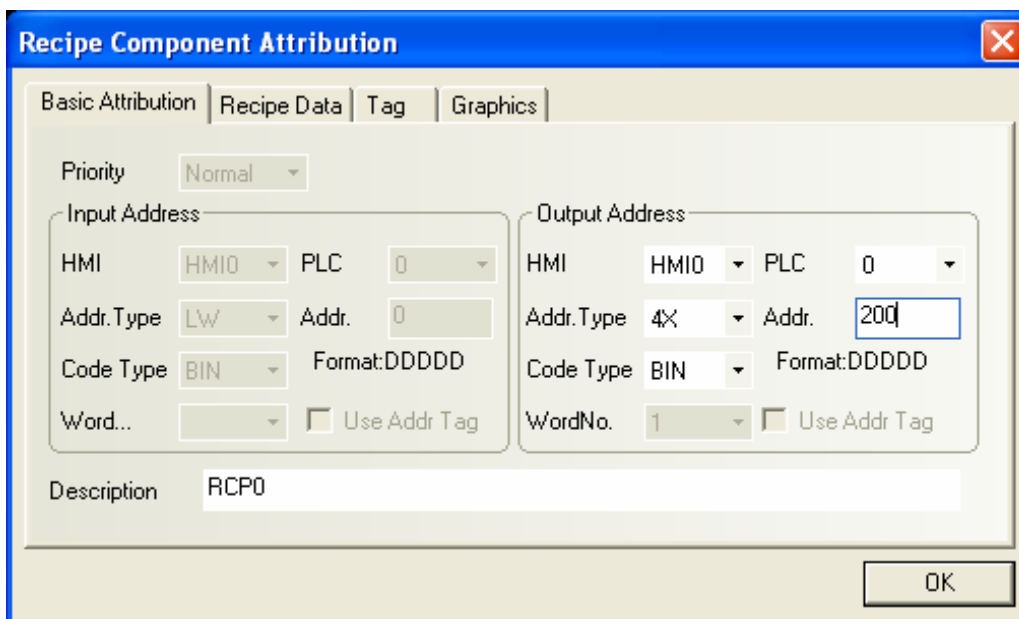 Recipe Component Attribution
Basic Attribution Recipe Data Tag Graphics
Priority Normal
Input Address
HMI HMI0 PLC 0
Addr.Type LW Addr. 0
Code Type BIN Format:DDDDD
Word... Use Addr Tag
Output Address
HMI HMI0 PLC 0
Addr.Type 4X Addr. 200
Code Type BIN Format:DDDDD
WordNo. 1 Use Addr Tag
Description RCP0
OK